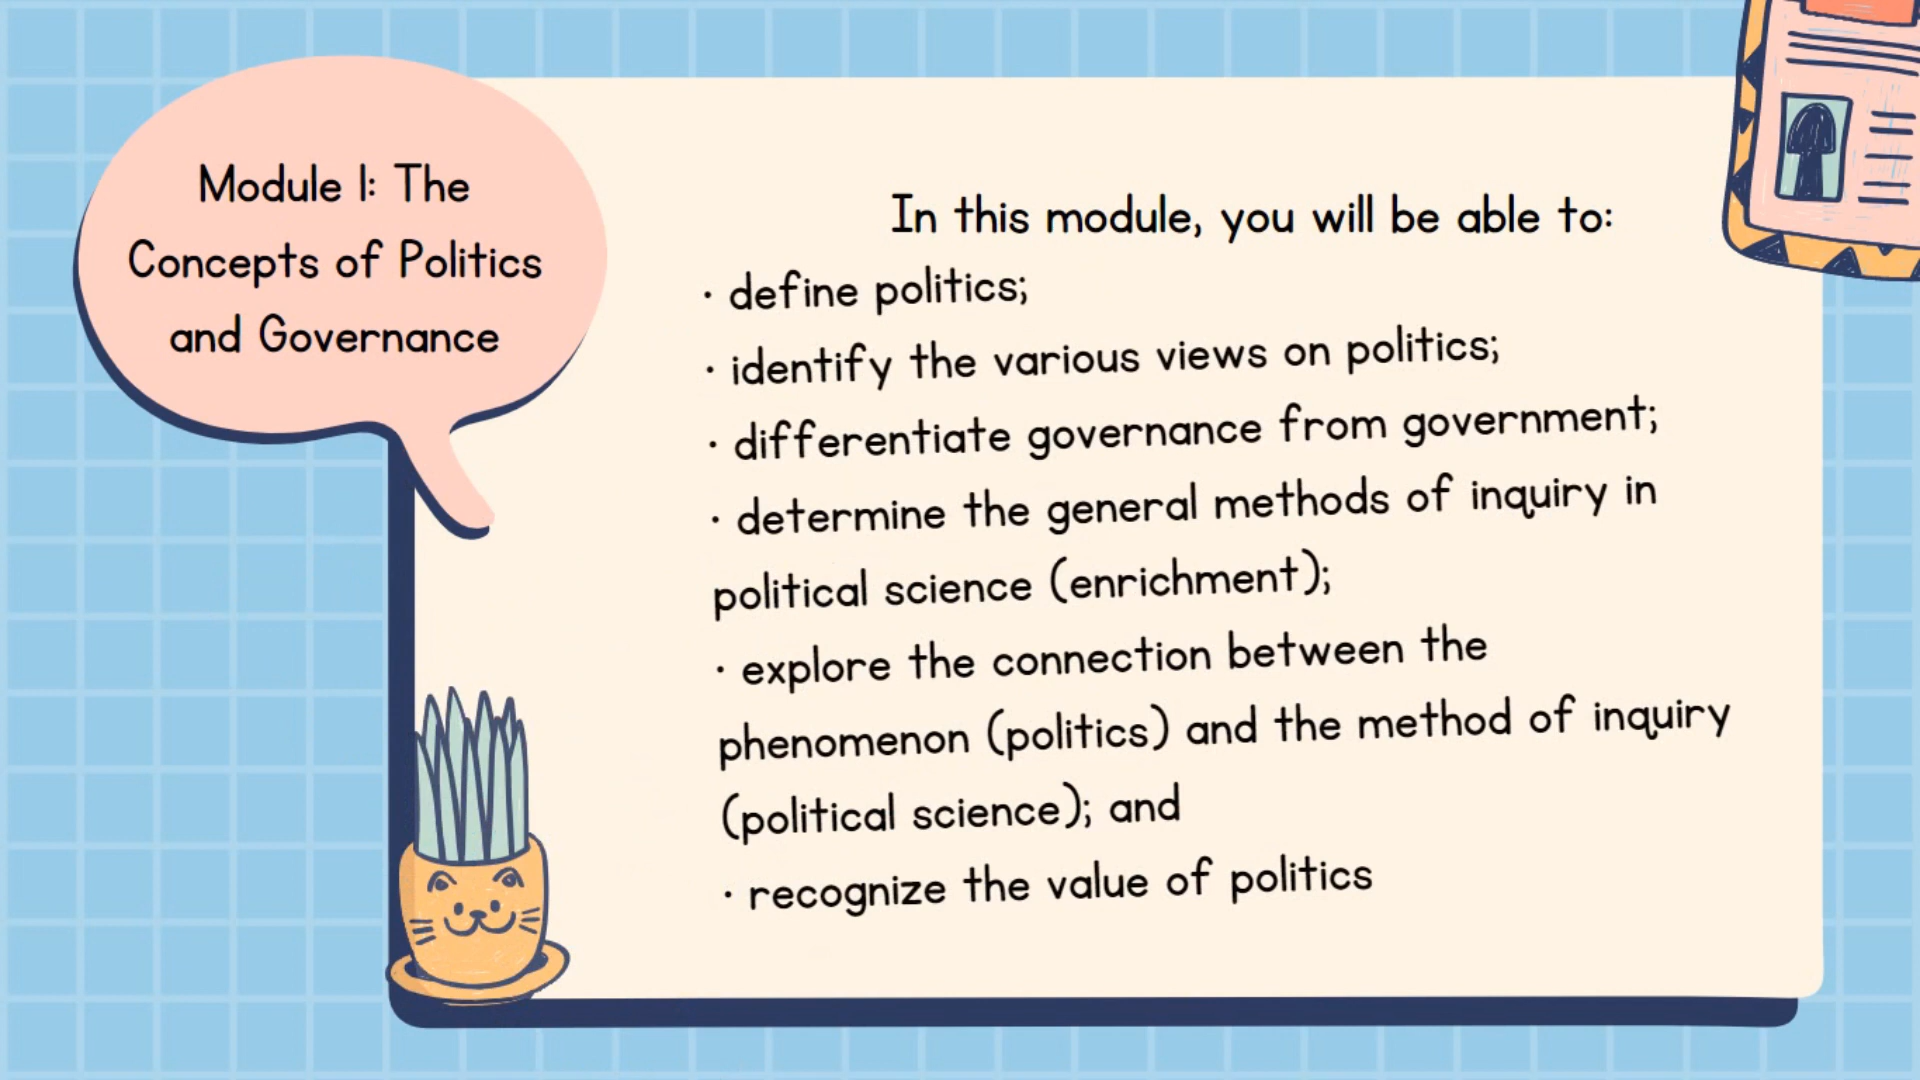 Module 1: The
Concepts of Politics
and Governance
In this module, you will be able to:
· define politics;
· identify the various views on politics;
· differentiate governance from government;
· determine the general methods of inquiry in
political science (enrichment);
· explore the connection between the
phenomenon (politics) and the method of inquiry
(political science); and
· recognize the value of politics